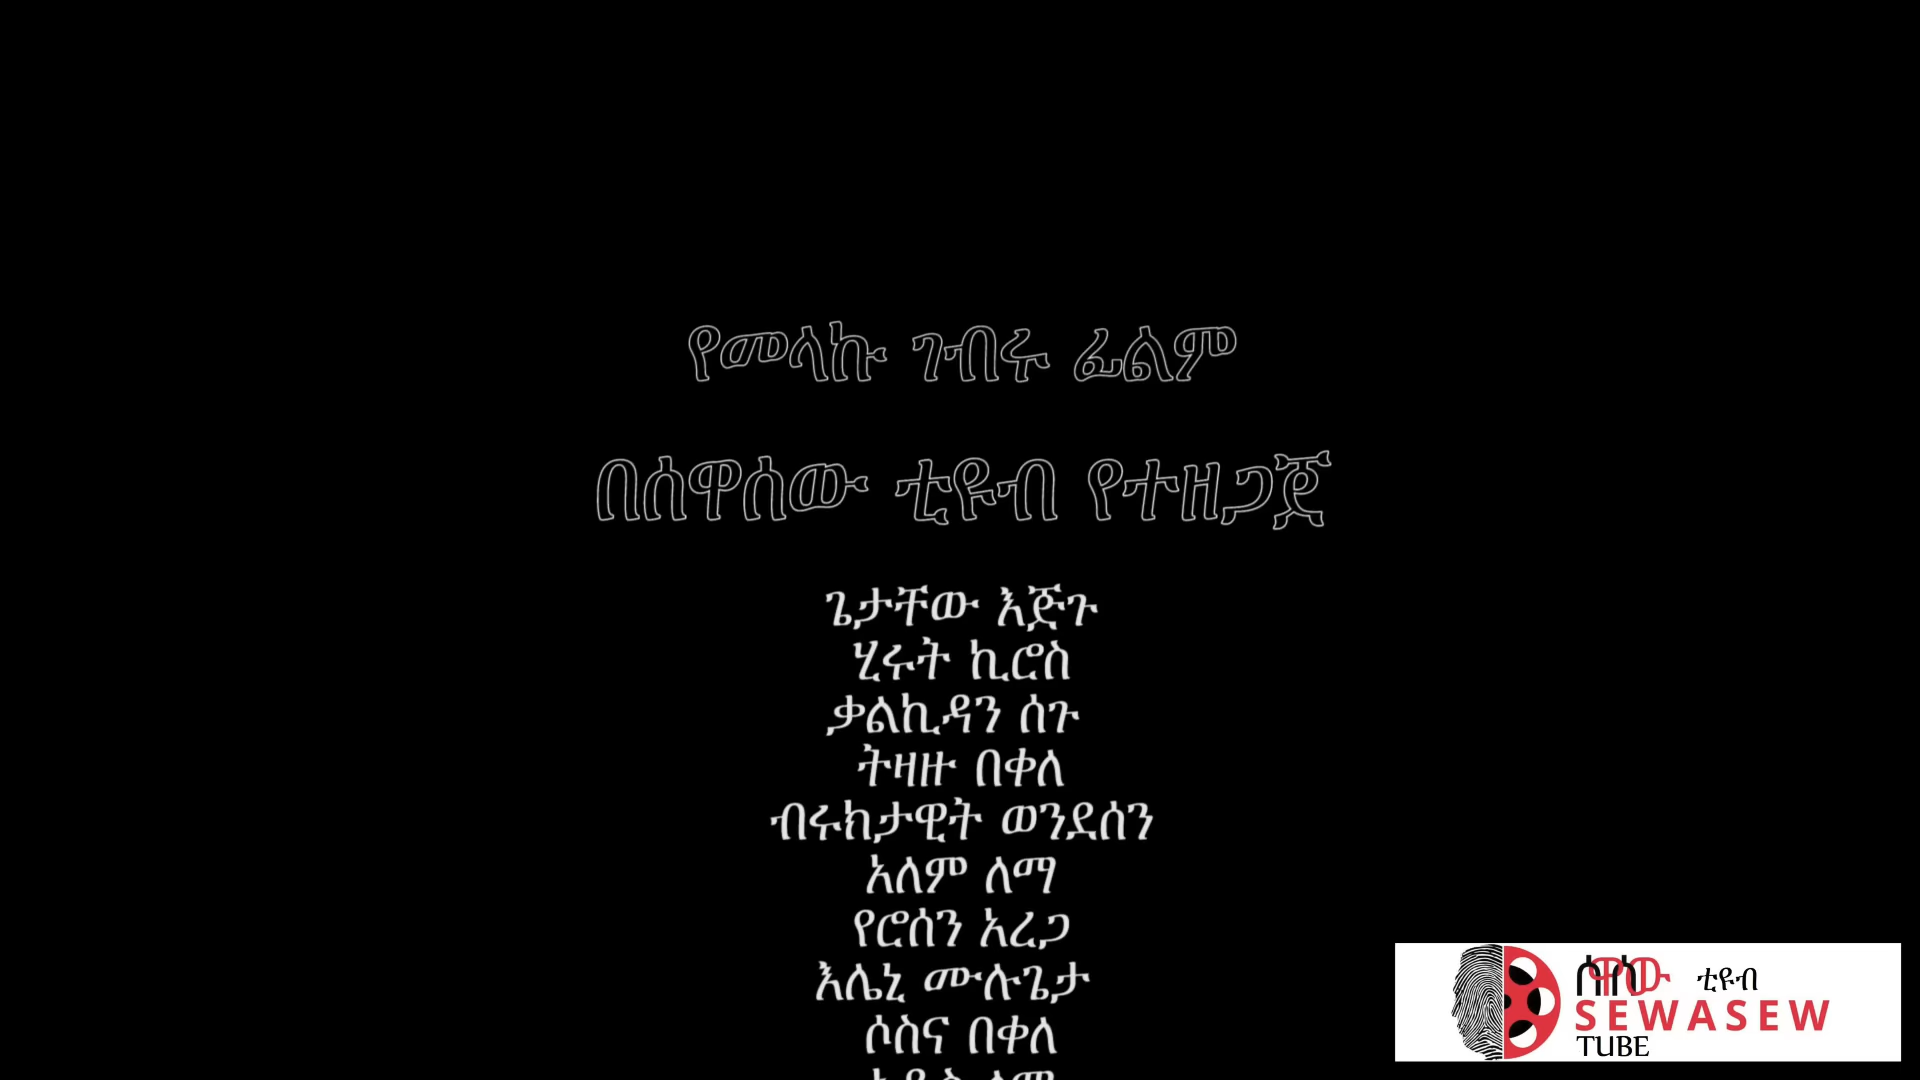 የመላኩ ገብሩ ፊልም
በሰዋሰው ቲዩብ የተዘጋጀ
ጌታቸው እጅጉ
ሂሩት ኪሮስ
ቃልኪዳን ሰጉ
ትዛዙ በቀለ
ብሩክታዊት ወንደሰን
አለም ለማ
የሮሰን አረጋ
እሌኒ ሙሉጌታ
ሶስና በቀለ
ሰዋሰው ቲዩብ
SEWASEW
TUBE